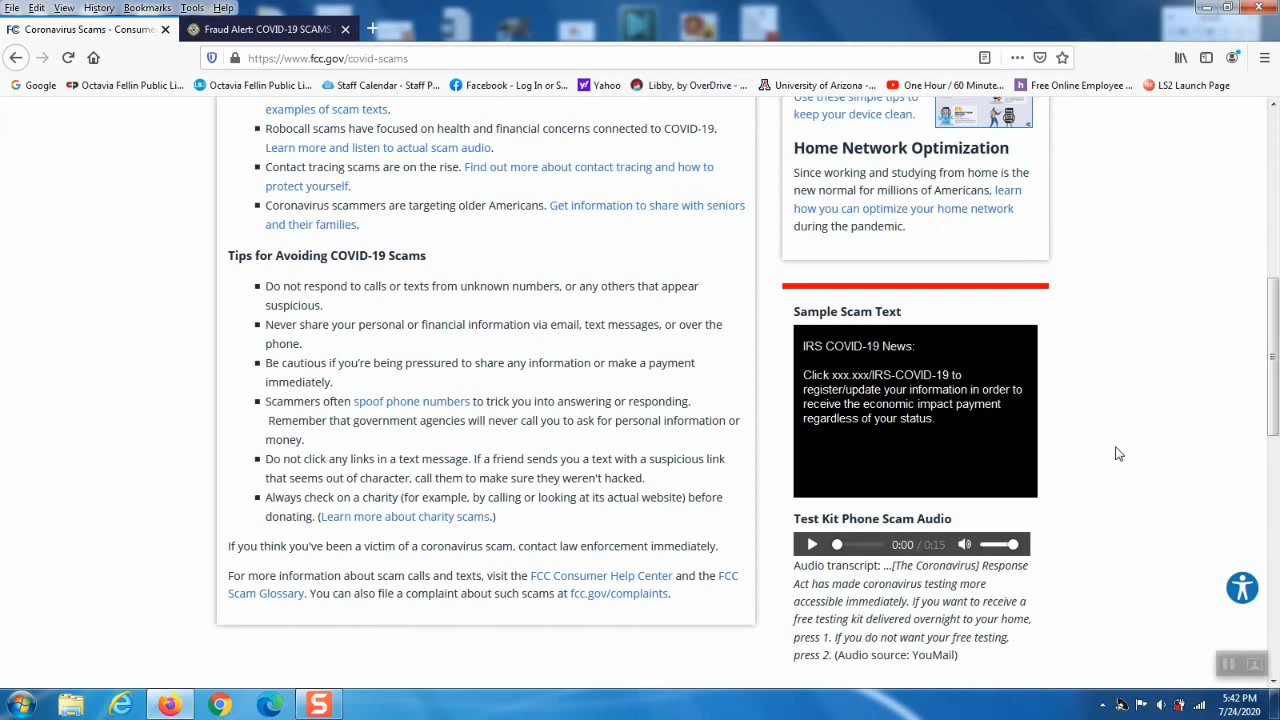 File Edit View History Bookmarks Tools Help
Coronavirus Scams - Consume
Fraud Alert: COVID-19 SCAMS
https://www.fcc.gov/covid-scams
Google
Octavia Fellin Public Li...
Octavia Fellin Public Li...
Staff Calendar - Staff P...
Facebook - Log In or S...
Yahoo
Libby, by OverDrive - ...
University of Arizona -...
One Hour / 60 Minute...
Free Online Employee ...
LS2 Launch Page
examples of scam texts.
Robocall scams have focused on health and financial concerns connected to COVID-19.
Learn more and listen to actual scam audio.
Contact tracing scams are on the rise. Find out more about contact tracing and how to
protect yourself.
Coronavirus scammers are targeting older Americans. Get information to share with seniors
and their families.
Tips for Avoiding COVID-19 Scams
Do not respond to calls or texts from unknown numbers, or any others that appear
suspicious.
Never share your personal or financial information via email, text messages, or over the
phone.
Be cautious if you’re being pressured to share any information or make a payment
immediately.
Scammers often spoof phone numbers to trick you into answering or responding.
Remember that government agencies will never call you to ask for personal information or
money.
Do not click any links in a text message. If a friend sends you a text with a suspicious link
that seems out of character, call them to make sure they weren't hacked.
Always check on a charity (for example, by calling or looking at its actual website) before
donating. (Learn more about charity scams.)
If you think you've been a victim of a coronavirus scam, contact law enforcement immediately.
For more information about scam calls and texts, visit the FCC Consumer Help Center and the FCC
Scam Glossary. You can also file a complaint about such scams at fcc.gov/complaints.
Use these simple tips to
keep your device clean.
Home Network Optimization
Since working and studying from home is the
new normal for millions of Americans, learn
how you can optimize your home network
during the pandemic.
Sample Scam Text
IRS COVID-19 News:
Click xxx.xxx/IRS-COVID-19 to
register/update your information in order to
receive the economic impact payment
regardless of your status.
Test Kit Phone Scam Audio
0:00 / 0:15
Audio transcript: ...[The Coronavirus] Response
Act has made coronavirus testing more
accessible immediately. If you want to receive a
free testing kit delivered overnight to your home,
press 1. If you do not want your free testing,
press 2. (Audio source: YouMail)
5:42 PM
7/24/2020